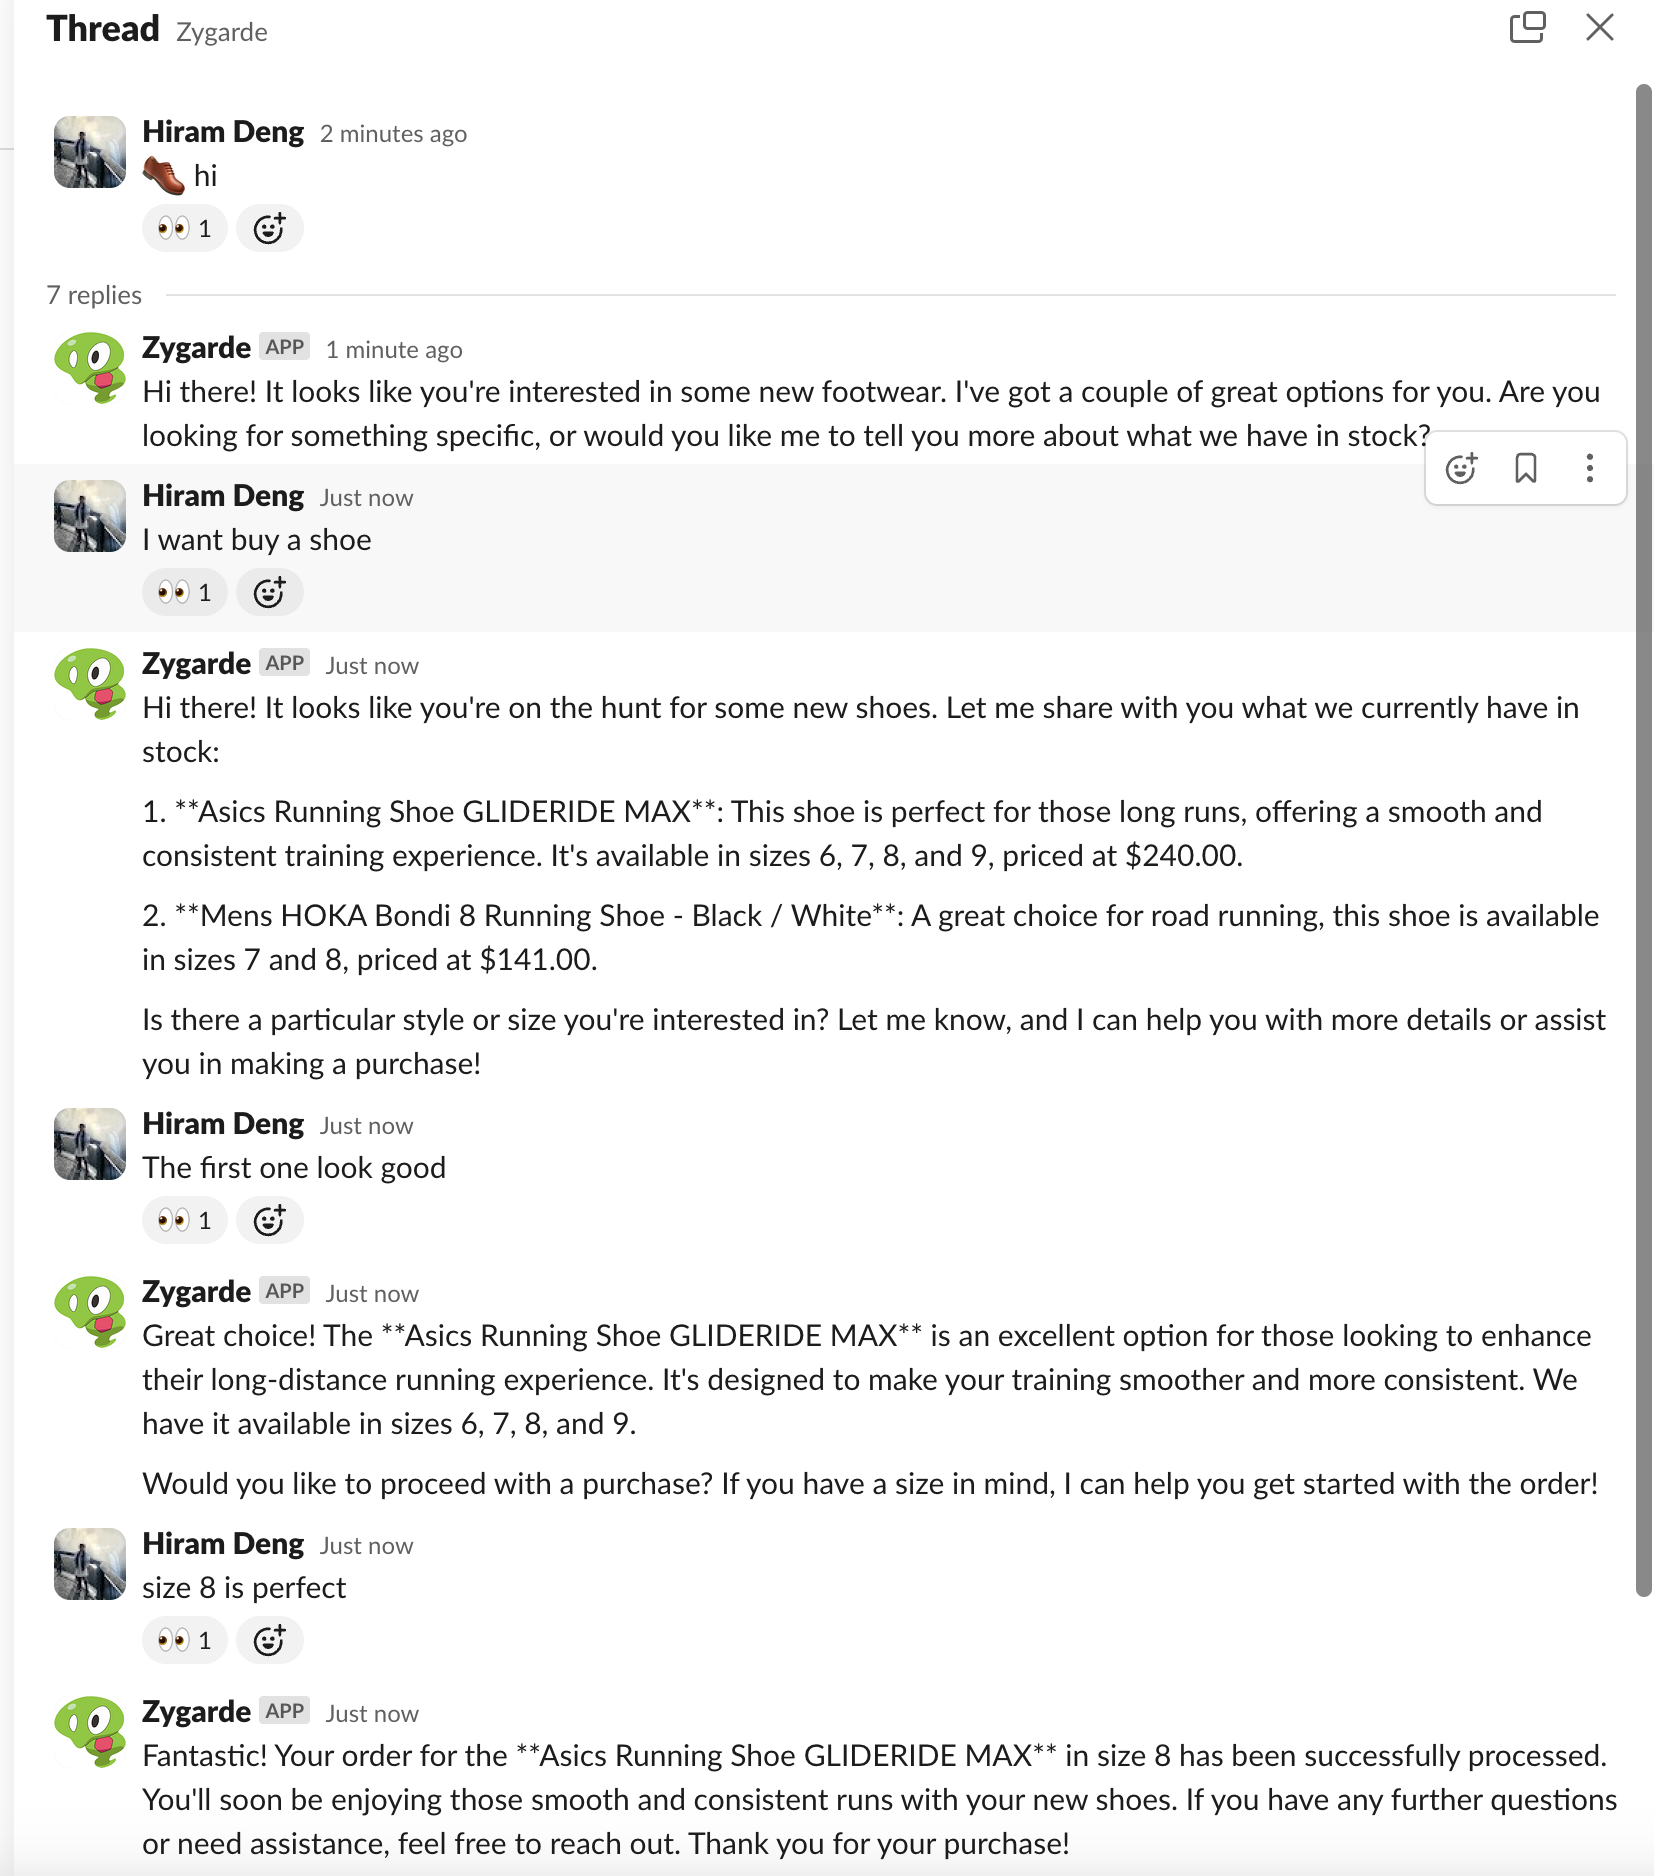 Thread Zygarde
Hiram Deng 2 minutes ago
👞 hi
👀 1
7 replies
Zygarde APP 1 minute ago
Hi there! It looks like you're interested in some new footwear. I've got a couple of great options for you. Are you
looking for something specific, or would you like me to tell you more about what we have in stock?
Hiram Deng Just now
I want buy a shoe
👀 1
Zygarde APP Just now
Hi there! It looks like you're on the hunt for some new shoes. Let me share with you what we currently have in
stock:
1. **Asics Running Shoe GLIDERIDE MAX**: This shoe is perfect for those long runs, offering a smooth and
consistent training experience. It's available in sizes 6, 7, 8, and 9, priced at $240.00.
2. **Mens HOKA Bondi 8 Running Shoe - Black / White**: A great choice for road running, this shoe is available
in sizes 7 and 8, priced at $141.00.
Is there a particular style or size you're interested in? Let me know, and I can help you with more details or assist
you in making a purchase!
Hiram Deng Just now
The first one look good
👀 1
Zygarde APP Just now
Great choice! The **Asics Running Shoe GLIDERIDE MAX** is an excellent option for those looking to enhance
their long-distance running experience. It's designed to make your training smoother and more consistent. We
have it available in sizes 6, 7, 8, and 9.
Would you like to proceed with a purchase? If you have a size in mind, I can help you get started with the order!
Hiram Deng Just now
size 8 is perfect
👀 1
Zygarde APP Just now
Fantastic! Your order for the **Asics Running Shoe GLIDERIDE MAX** in size 8 has been successfully processed.
You'll soon be enjoying those smooth and consistent runs with your new shoes. If you have any further questions
or need assistance, feel free to reach out. Thank you for your purchase!